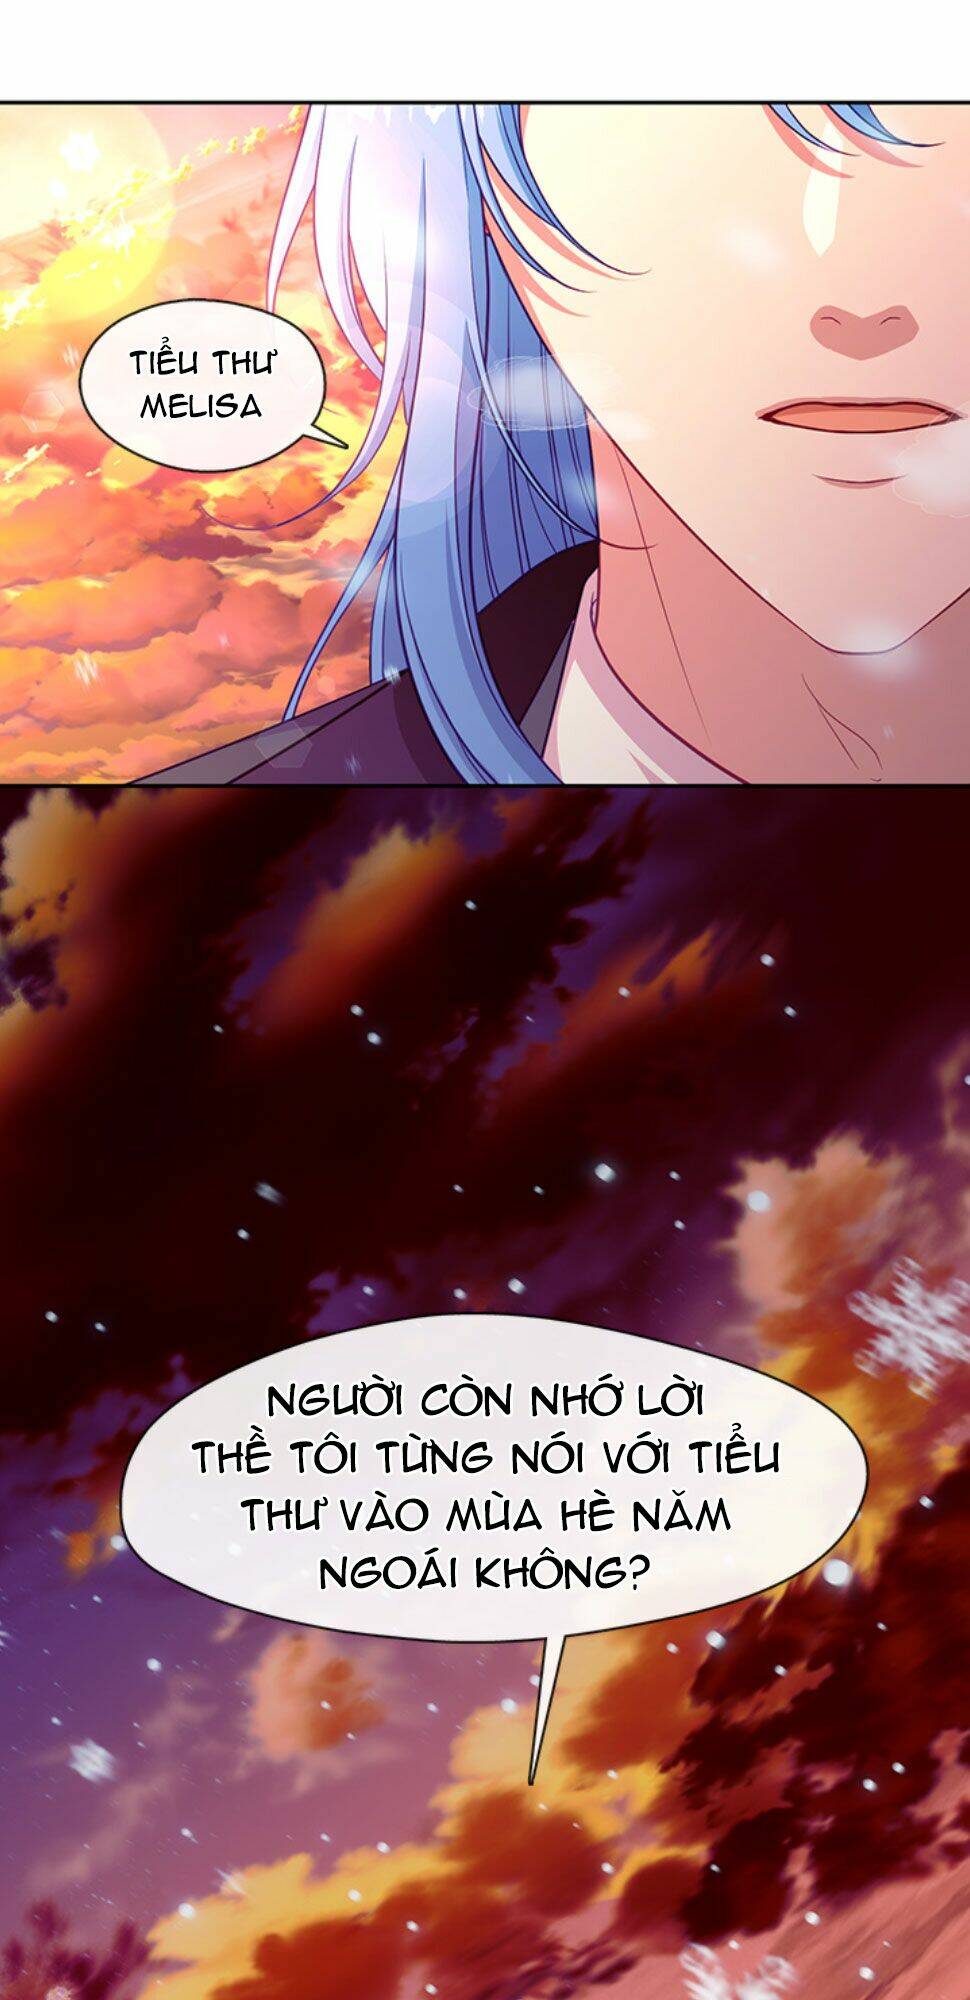 TIỂU THƯ
MELISA
NGƯỜI CÒN NHỚ LỜI
THỀ TÔI TỪNG NÓI VỚI TIỂU
THƯ VÀO MÙA HÈ NĂM
NGOÁI KHÔNG?